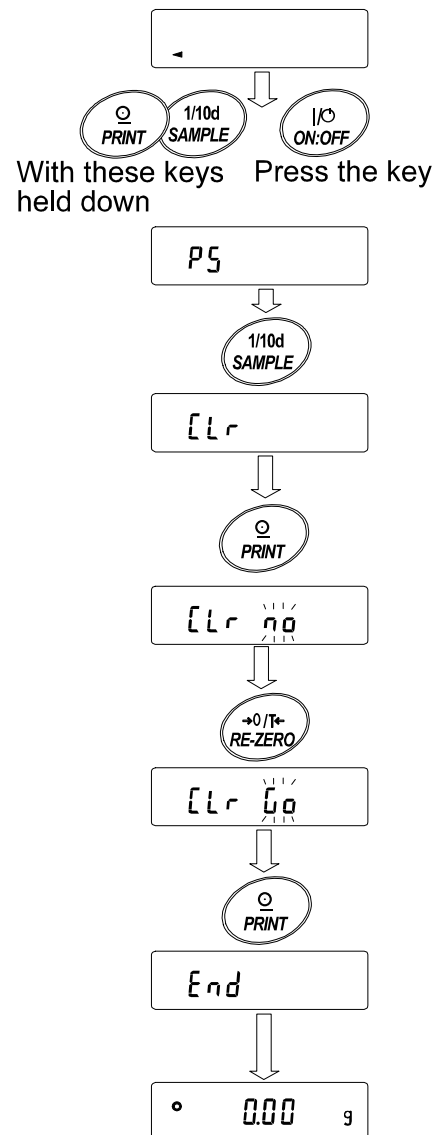 1/10d
PRINT SAMPLE ON:OFF
With these keys Press the key
held down
PS
1/10d
SAMPLE
CLr
PRINT
CLr no
→0/T←
RE-ZERO
CLr Go
PRINT
End
0.00 g